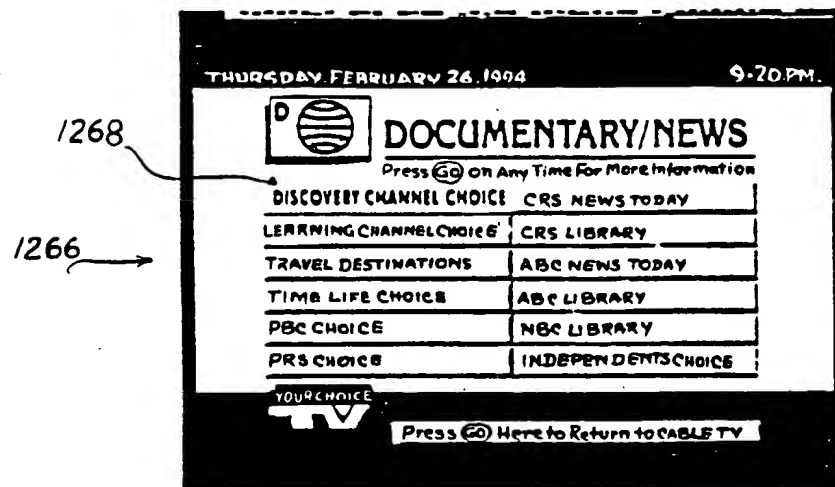 THURSDAY. FEBRUARY 26. 1994 9-20 PM.
D
DOCUMENTARY/NEWS
Press GO on Any Time For More Information
1268
DISCOVERY CHANNEL CHOICE CRS NEWS TODAY
LEARNING CHANNEL CHOICE CRS LIBRARY
1266
TRAVEL DESTINATIONS ABC NEWS TODAY
TIME LIFE CHOICE ABC LIBRARY
PBC CHOICE NBC LIBRARY
PRS CHOICE INDEPENDENTS CHOICE
YOUR CHOICE
TV
Press GO Here to Return to CABLE TV